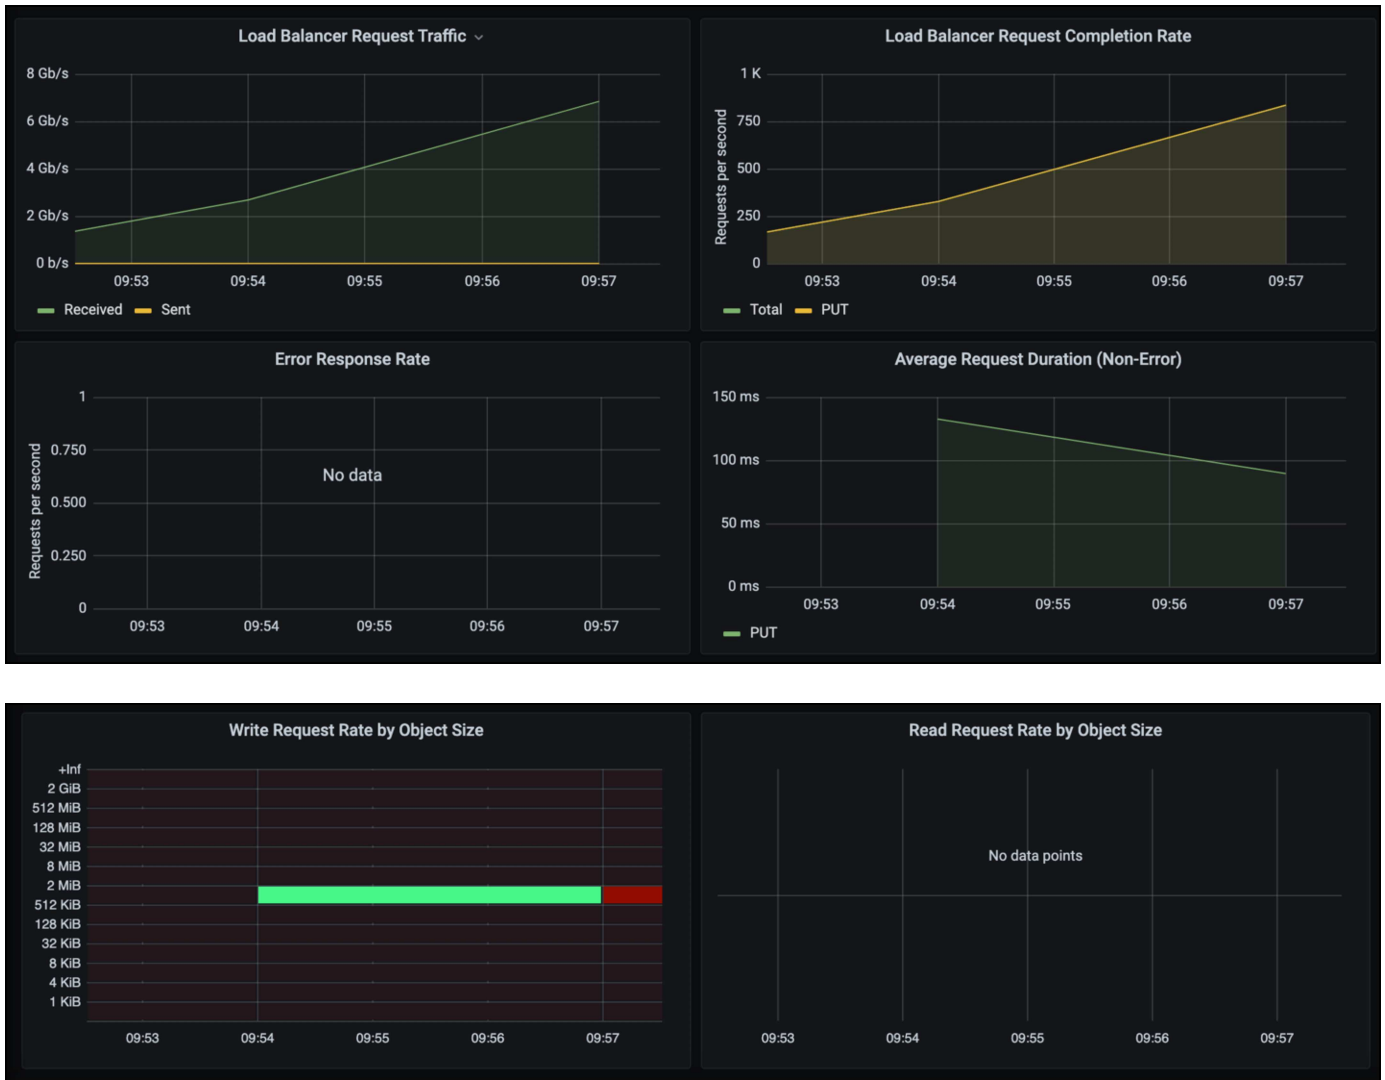 Load Balancer Request Traffic
8 Gb/s
6 Gb/s
4 Gb/s
2 Gb/s
0 b/s
09:53 09:54 09:55 09:56 09:57
Received Sent
Load Balancer Request Completion Rate
Requests per second
1 K
750
500
250
0
09:53 09:54 09:55 09:56 09:57
Total PUT
Error Response Rate
Requests per second
1
0.750
0.500
0.250
0
No data
09:53 09:54 09:55 09:56 09:57
Average Request Duration (Non-Error)
150 ms
100 ms
50 ms
0 ms
09:53 09:54 09:55 09:56 09:57
PUT
Write Request Rate by Object Size
+Inf
2 GiB
512 MiB
128 MiB
32 MiB
8 MiB
2 MiB
512 KiB
128 KiB
32 KiB
8 KiB
4 KiB
1 KiB
09:53 09:54 09:55 09:56 09:57
Read Request Rate by Object Size
No data points
09:53 09:54 09:55 09:56 09:57